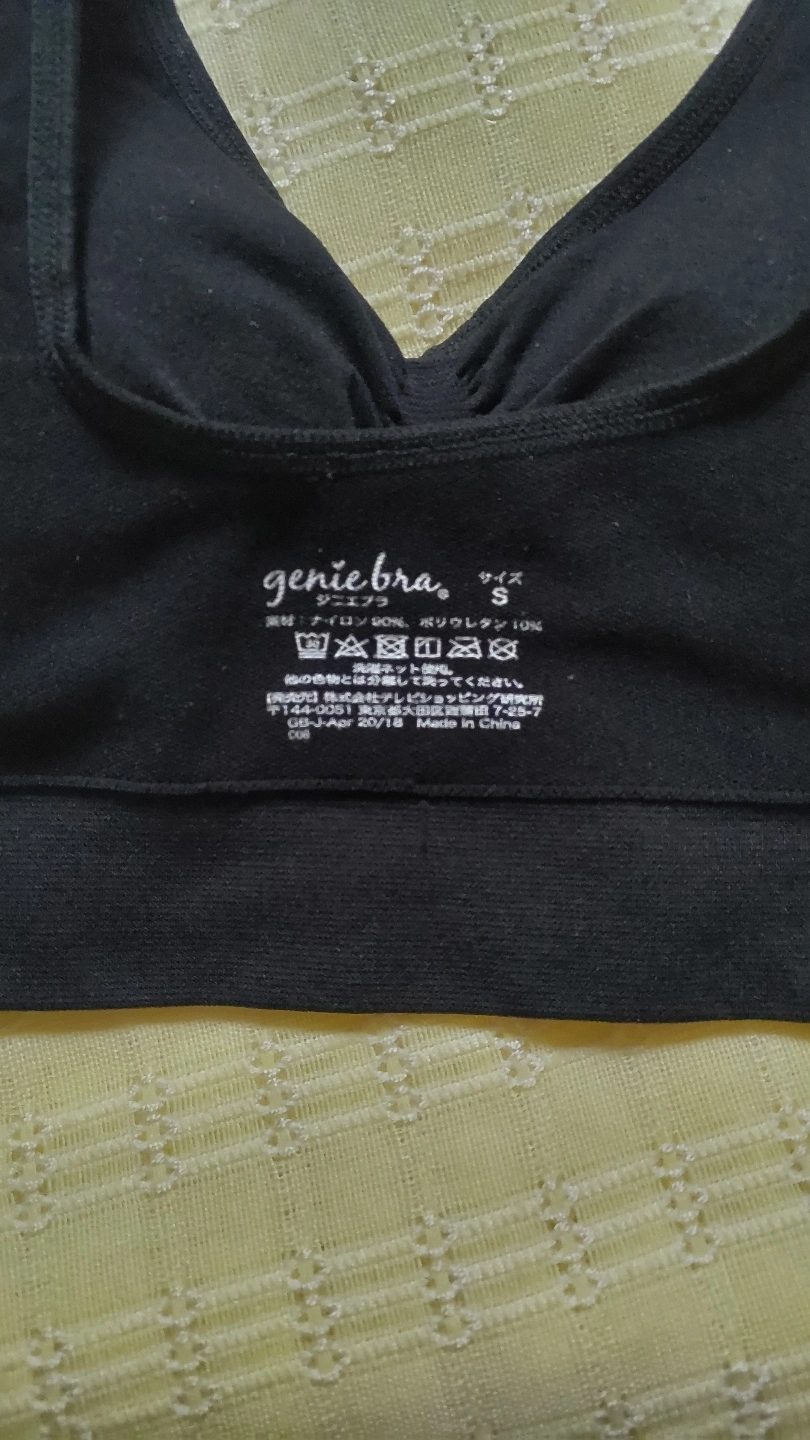 genie bra® サイズ
ジニエブラ S
素材：ナイロン 90%、ポリウレタン 10%
洗濯ネット使用。
他の色物とは分離して洗ってください。
【発売元】株式会社テレビショッピング研究所
〒144-0051 東京都大田区西蒲田 7-25-7
GB-J-Apr 20/18 Made in China